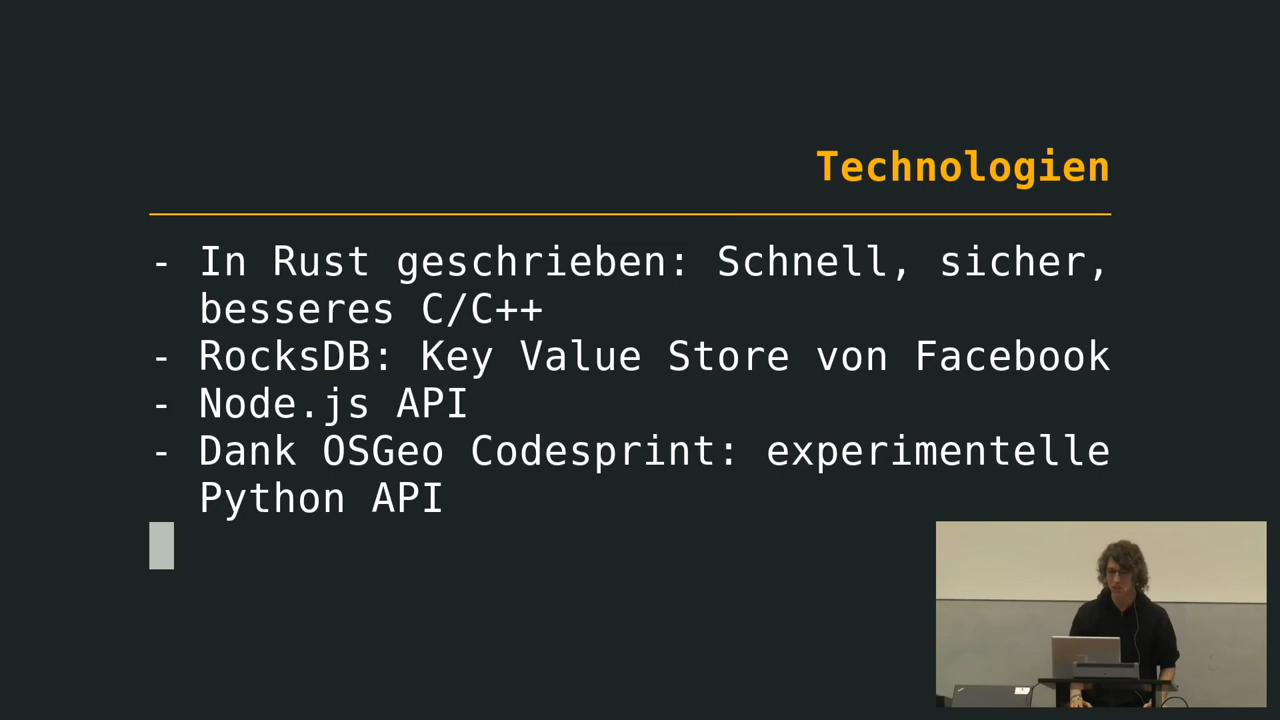 Technologien
- In Rust geschrieben: Schnell, sicher,
besseres C/C++
- RocksDB: Key Value Store von Facebook
- Node.js API
- Dank OSGeo Codesprint: experimentelle
Python API